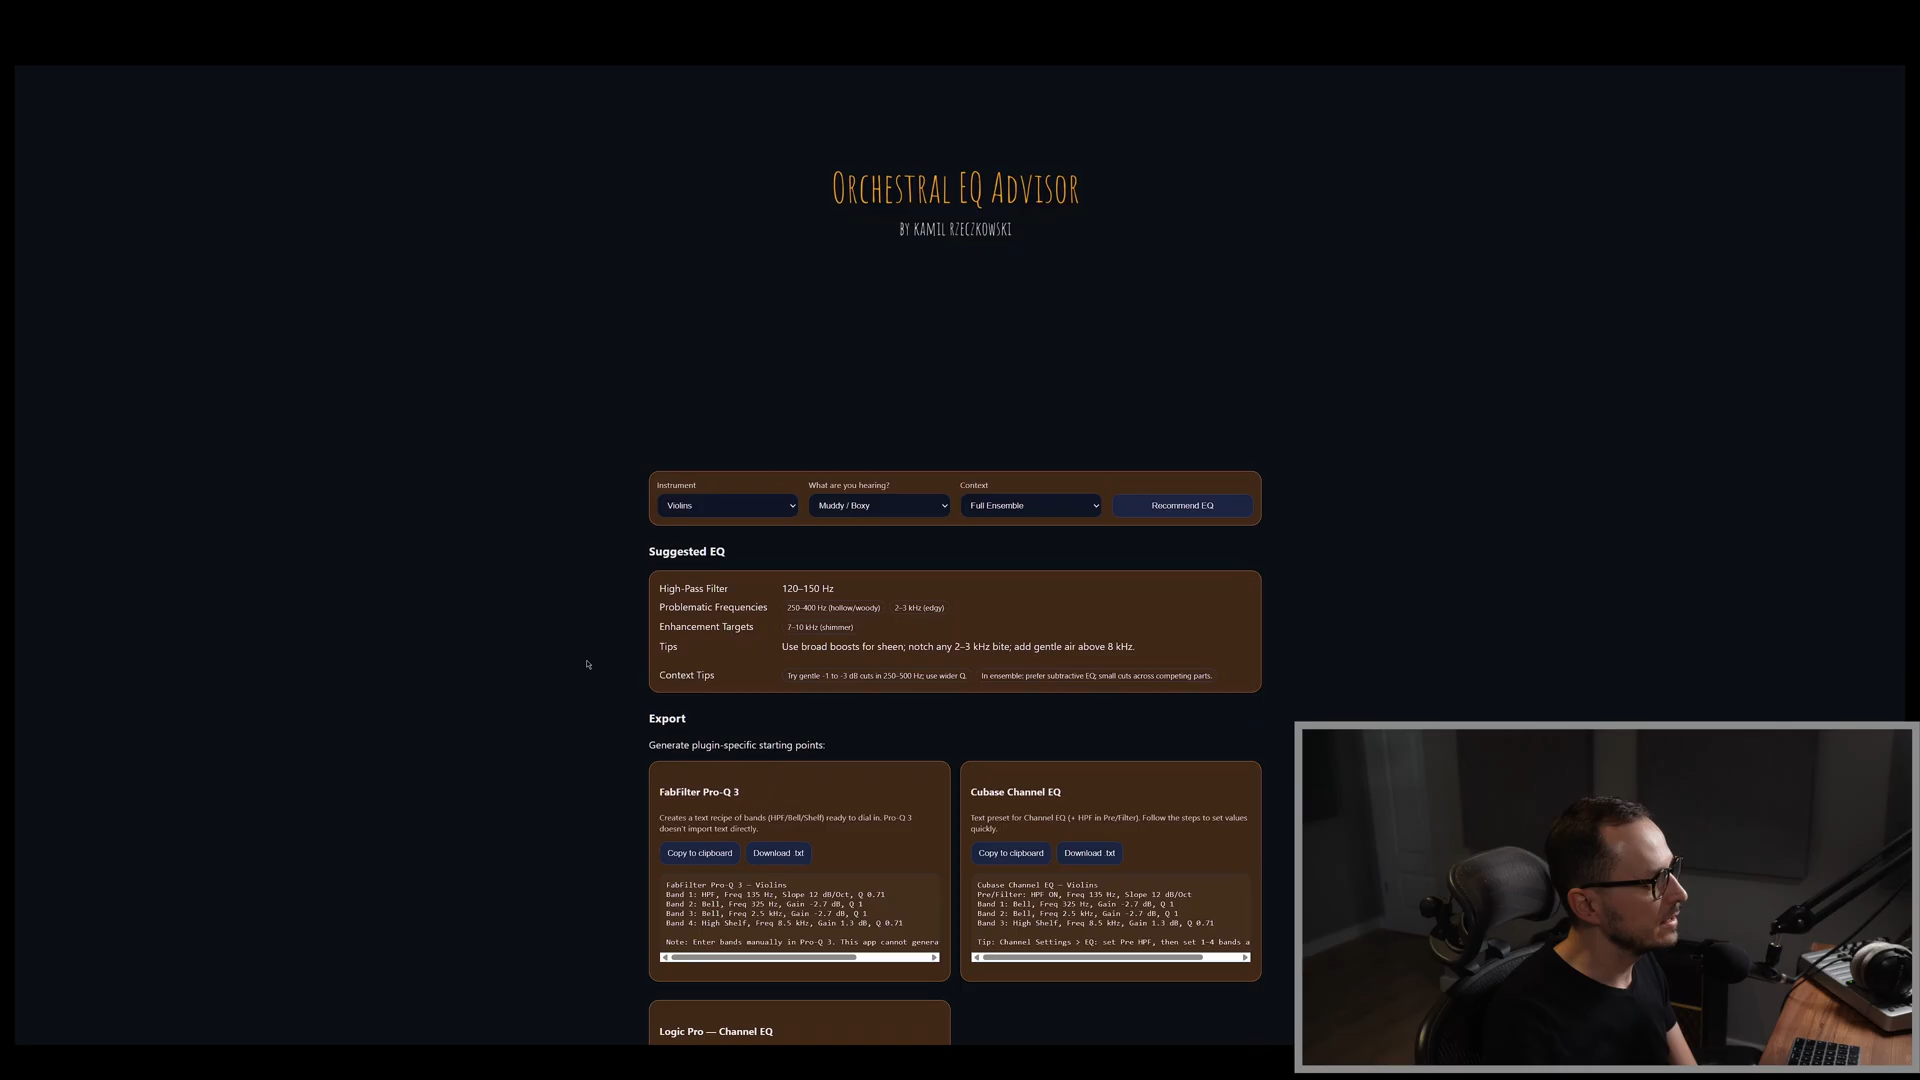 Orchestral EQ Advisor
by Kamil Rzeczkowski
Instrument
What are you hearing?
Context
Violins
Muddy / Boxy
Full Ensemble
Recommend EQ
Suggested EQ
High-Pass Filter
120–150 Hz
Problematic Frequencies
250–400 Hz (hollow/woody)
2–3 kHz (edgy)
Enhancement Targets
7–10 kHz (shimmer)
Tips
Use broad boosts for sheen; notch any 2–3 kHz bite; add gentle air above 8 kHz.
Context Tips
Try gentle -1 to -3 dB cuts in 250–500 Hz; use wider Q.
In ensemble: prefer subtractive EQ; small cuts across competing parts.
Export
Generate plugin-specific starting points:
FabFilter Pro-Q 3
Creates a text recipe of bands (HPF/Bell/Shelf) ready to dial in. Pro-Q 3
doesn't import text directly.
Copy to clipboard
Download .txt
FabFilter Pro-Q 3 — Violins
Band 1: HPF, Freq 135 Hz, Slope 12 dB/Oct, Q 0.71
Band 2: Bell, Freq 325 Hz, Gain -2.7 dB, Q 1
Band 3: Bell, Freq 2.5 kHz, Gain -2.7 dB, Q 1
Band 4: High Shelf, Freq 8.5 kHz, Gain 1.3 dB, Q 0.71
Note: Enter bands manually in Pro-Q 3. This app cannot genera
Cubase Channel EQ
Text preset for Channel EQ (+ HPF in Pre/Filter). Follow the steps to set values
quickly.
Copy to clipboard
Download .txt
Cubase Channel EQ — Violins
Pre/Filter: HPF ON, Freq 135 Hz, Slope 12 dB/Oct
Band 1: Bell, Freq 325 Hz, Gain -2.7 dB, Q 1
Band 2: Bell, Freq 2.5 kHz, Gain -2.7 dB, Q 1
Band 3: High Shelf, Freq 8.5 kHz, Gain 1.3 dB, Q 0.71
Tip: Channel Settings > EQ: set Pre HPF, then set 1-4 bands a
Logic Pro — Channel EQ